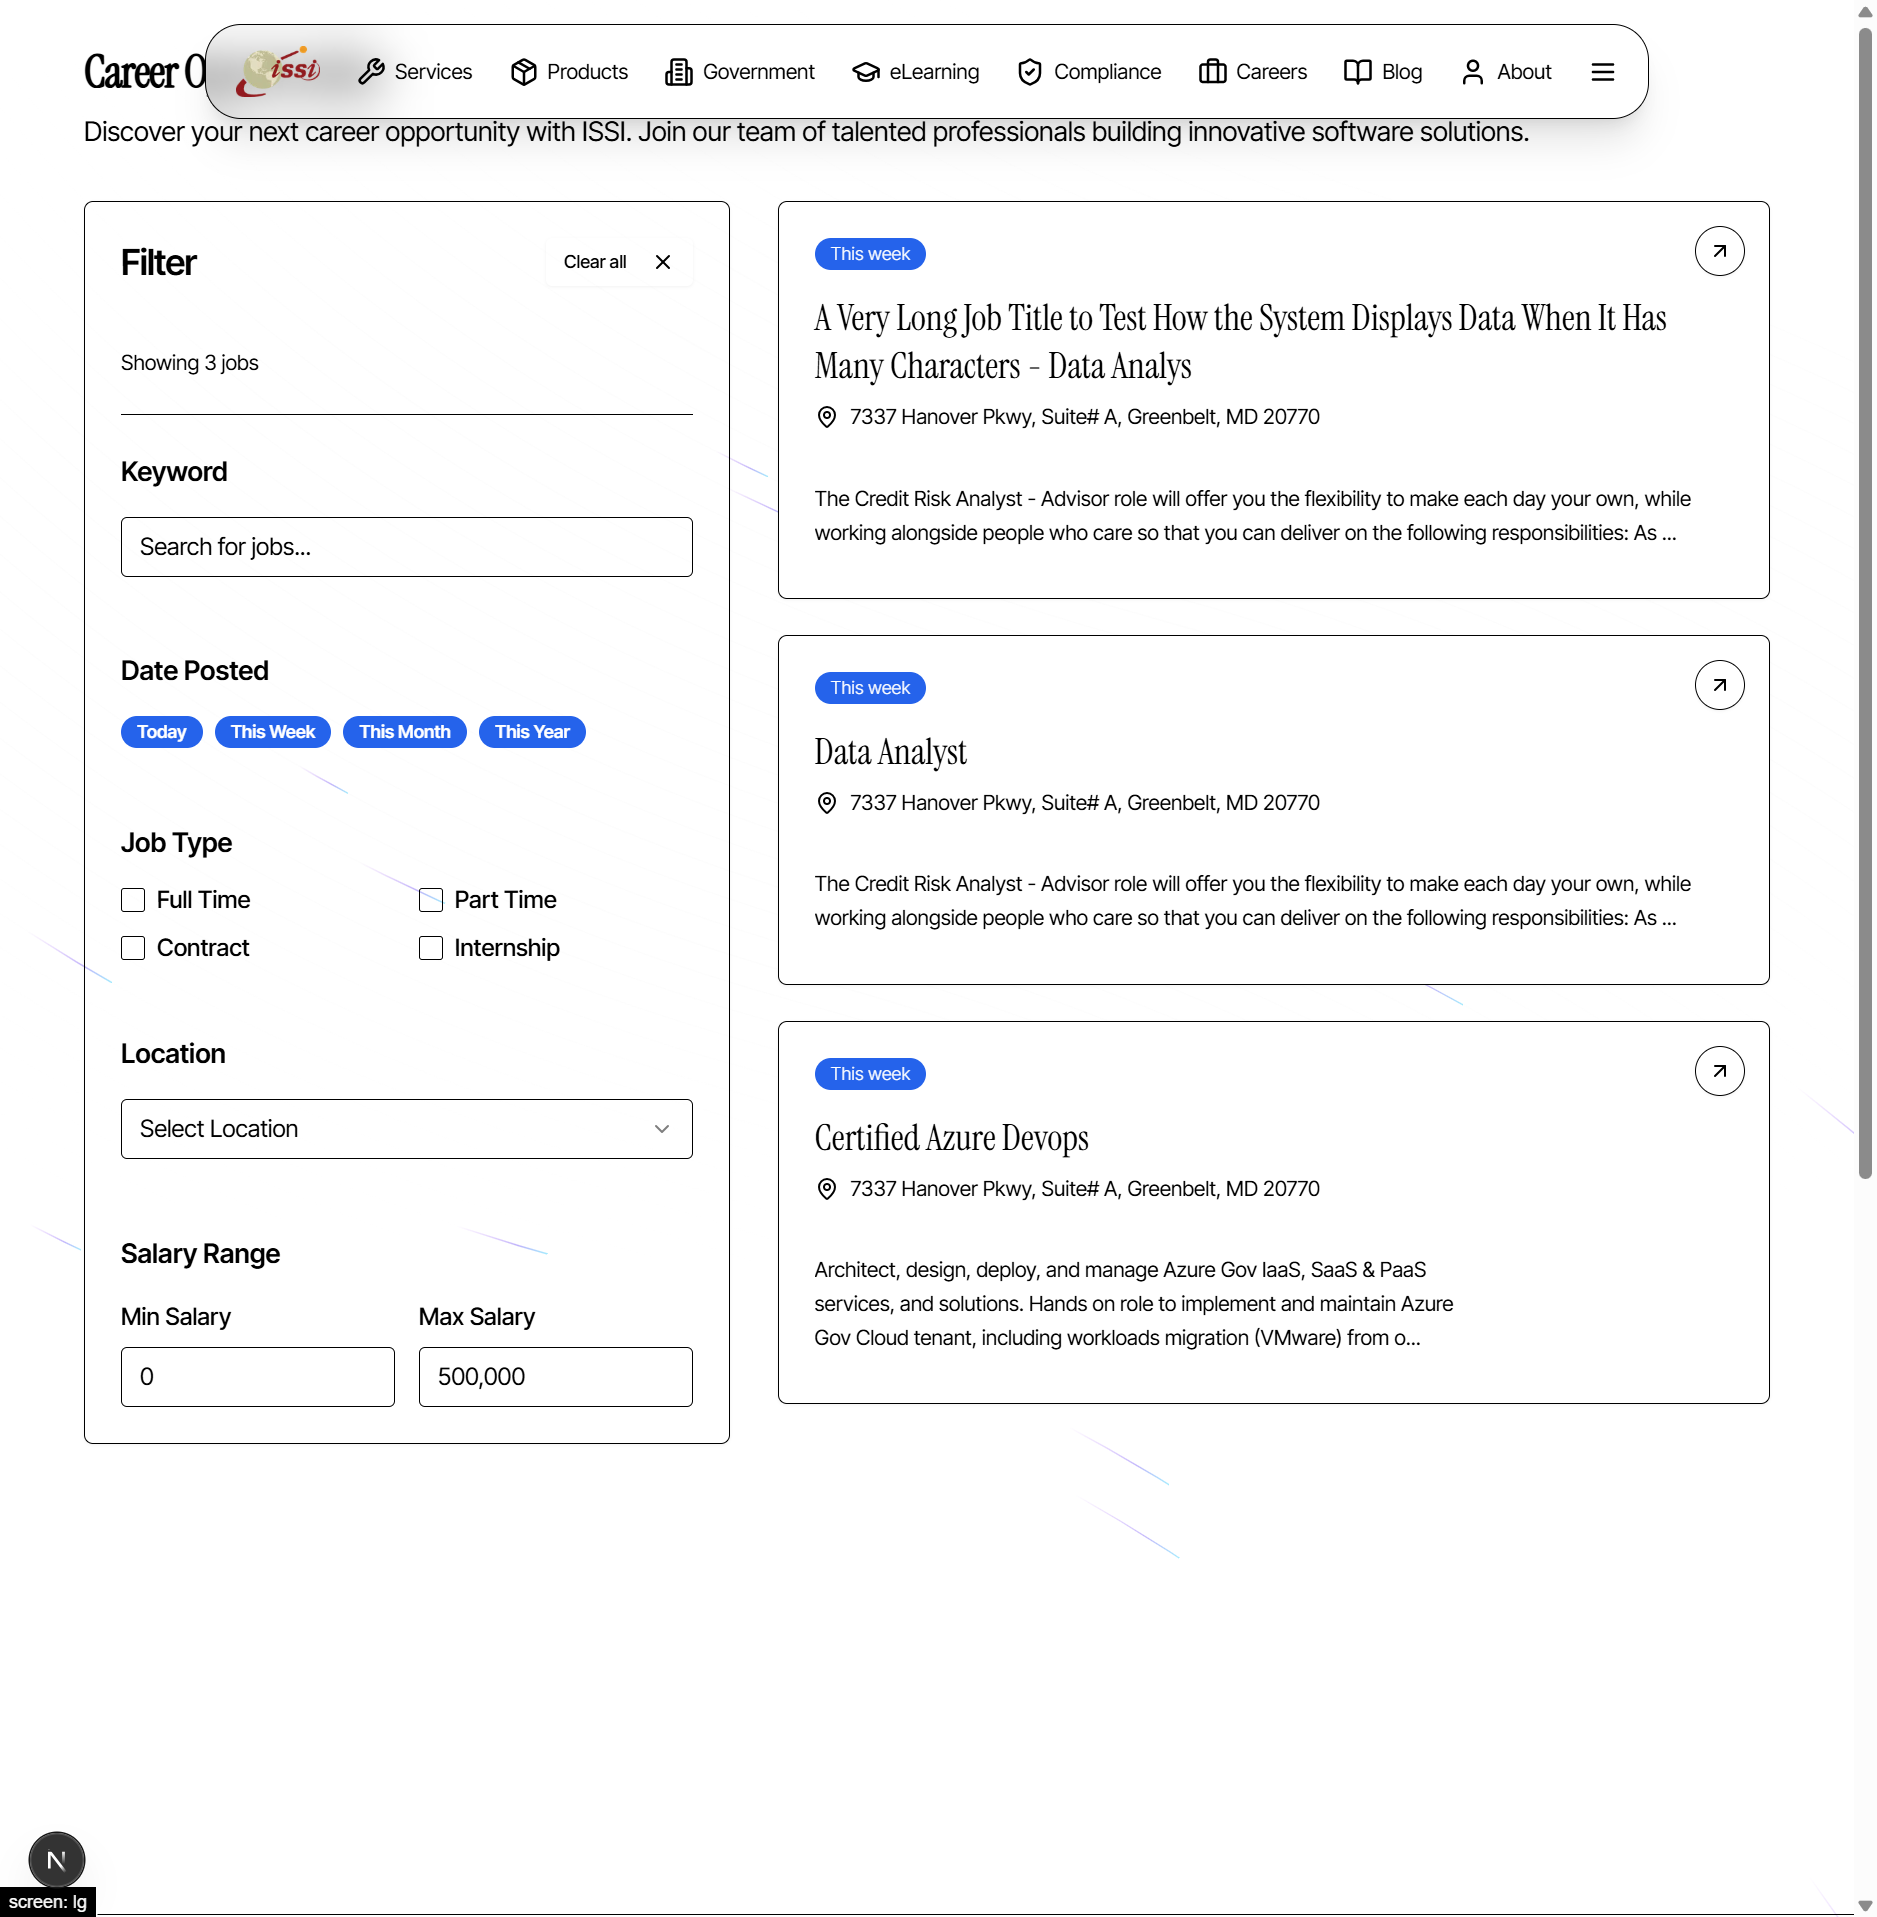 Career O
issi
Services
Products
Government
eLearning
Compliance
Careers
Blog
About
Discover your next career opportunity with ISSI. Join our team of talented professionals building innovative software solutions.
Filter
Clear all
Showing 3 jobs
Keyword
Search for jobs...
Date Posted
Today
This Week
This Month
This Year
Job Type
Full Time
Part Time
Contract
Internship
Location
Select Location
Salary Range
Min Salary
Max Salary
0
500,000
This week
A Very Long Job Title to Test How the System Displays Data When It Has
Many Characters - Data Analys
7337 Hanover Pkwy, Suite# A, Greenbelt, MD 20770
The Credit Risk Analyst - Advisor role will offer you the flexibility to make each day your own, while
working alongside people who care so that you can deliver on the following responsibilities: As ...
This week
Data Analyst
7337 Hanover Pkwy, Suite# A, Greenbelt, MD 20770
The Credit Risk Analyst - Advisor role will offer you the flexibility to make each day your own, while
working alongside people who care so that you can deliver on the following responsibilities: As ...
This week
Certified Azure Devops
7337 Hanover Pkwy, Suite# A, Greenbelt, MD 20770
Architect, design, deploy, and manage Azure Gov IaaS, SaaS & PaaS
services, and solutions. Hands on role to implement and maintain Azure
Gov Cloud tenant, including workloads migration (VMware) from o...
N
screen: lg